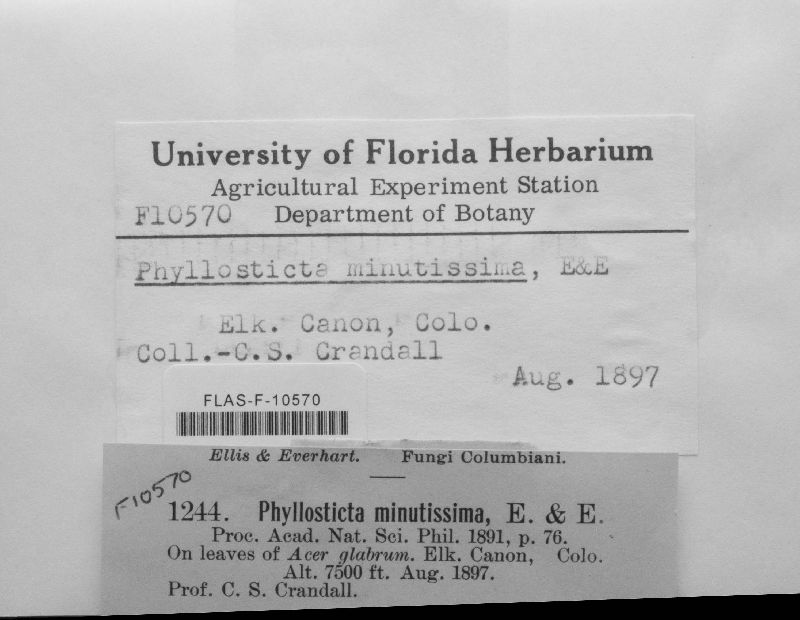 University of Florida Herbarium
Agricultural Experiment Station
F10570 Department of Botany
Phyllosticta minutissima, E&E
Elk. Canon, Colo.
Coll.-C.S. Crandall
Aug. 1897
FLAS-F-10570
Ellis & Everhart. Fungi Columbiani.
F10570
1244. Phyllosticta minutissima, E. & E.
Proc. Acad. Nat. Sci. Phil. 1891, p. 76.
On leaves of Acer glabrum. Elk. Canon, Colo.
Alt. 7500 ft. Aug. 1897.
Prof. C. S. Crandall.